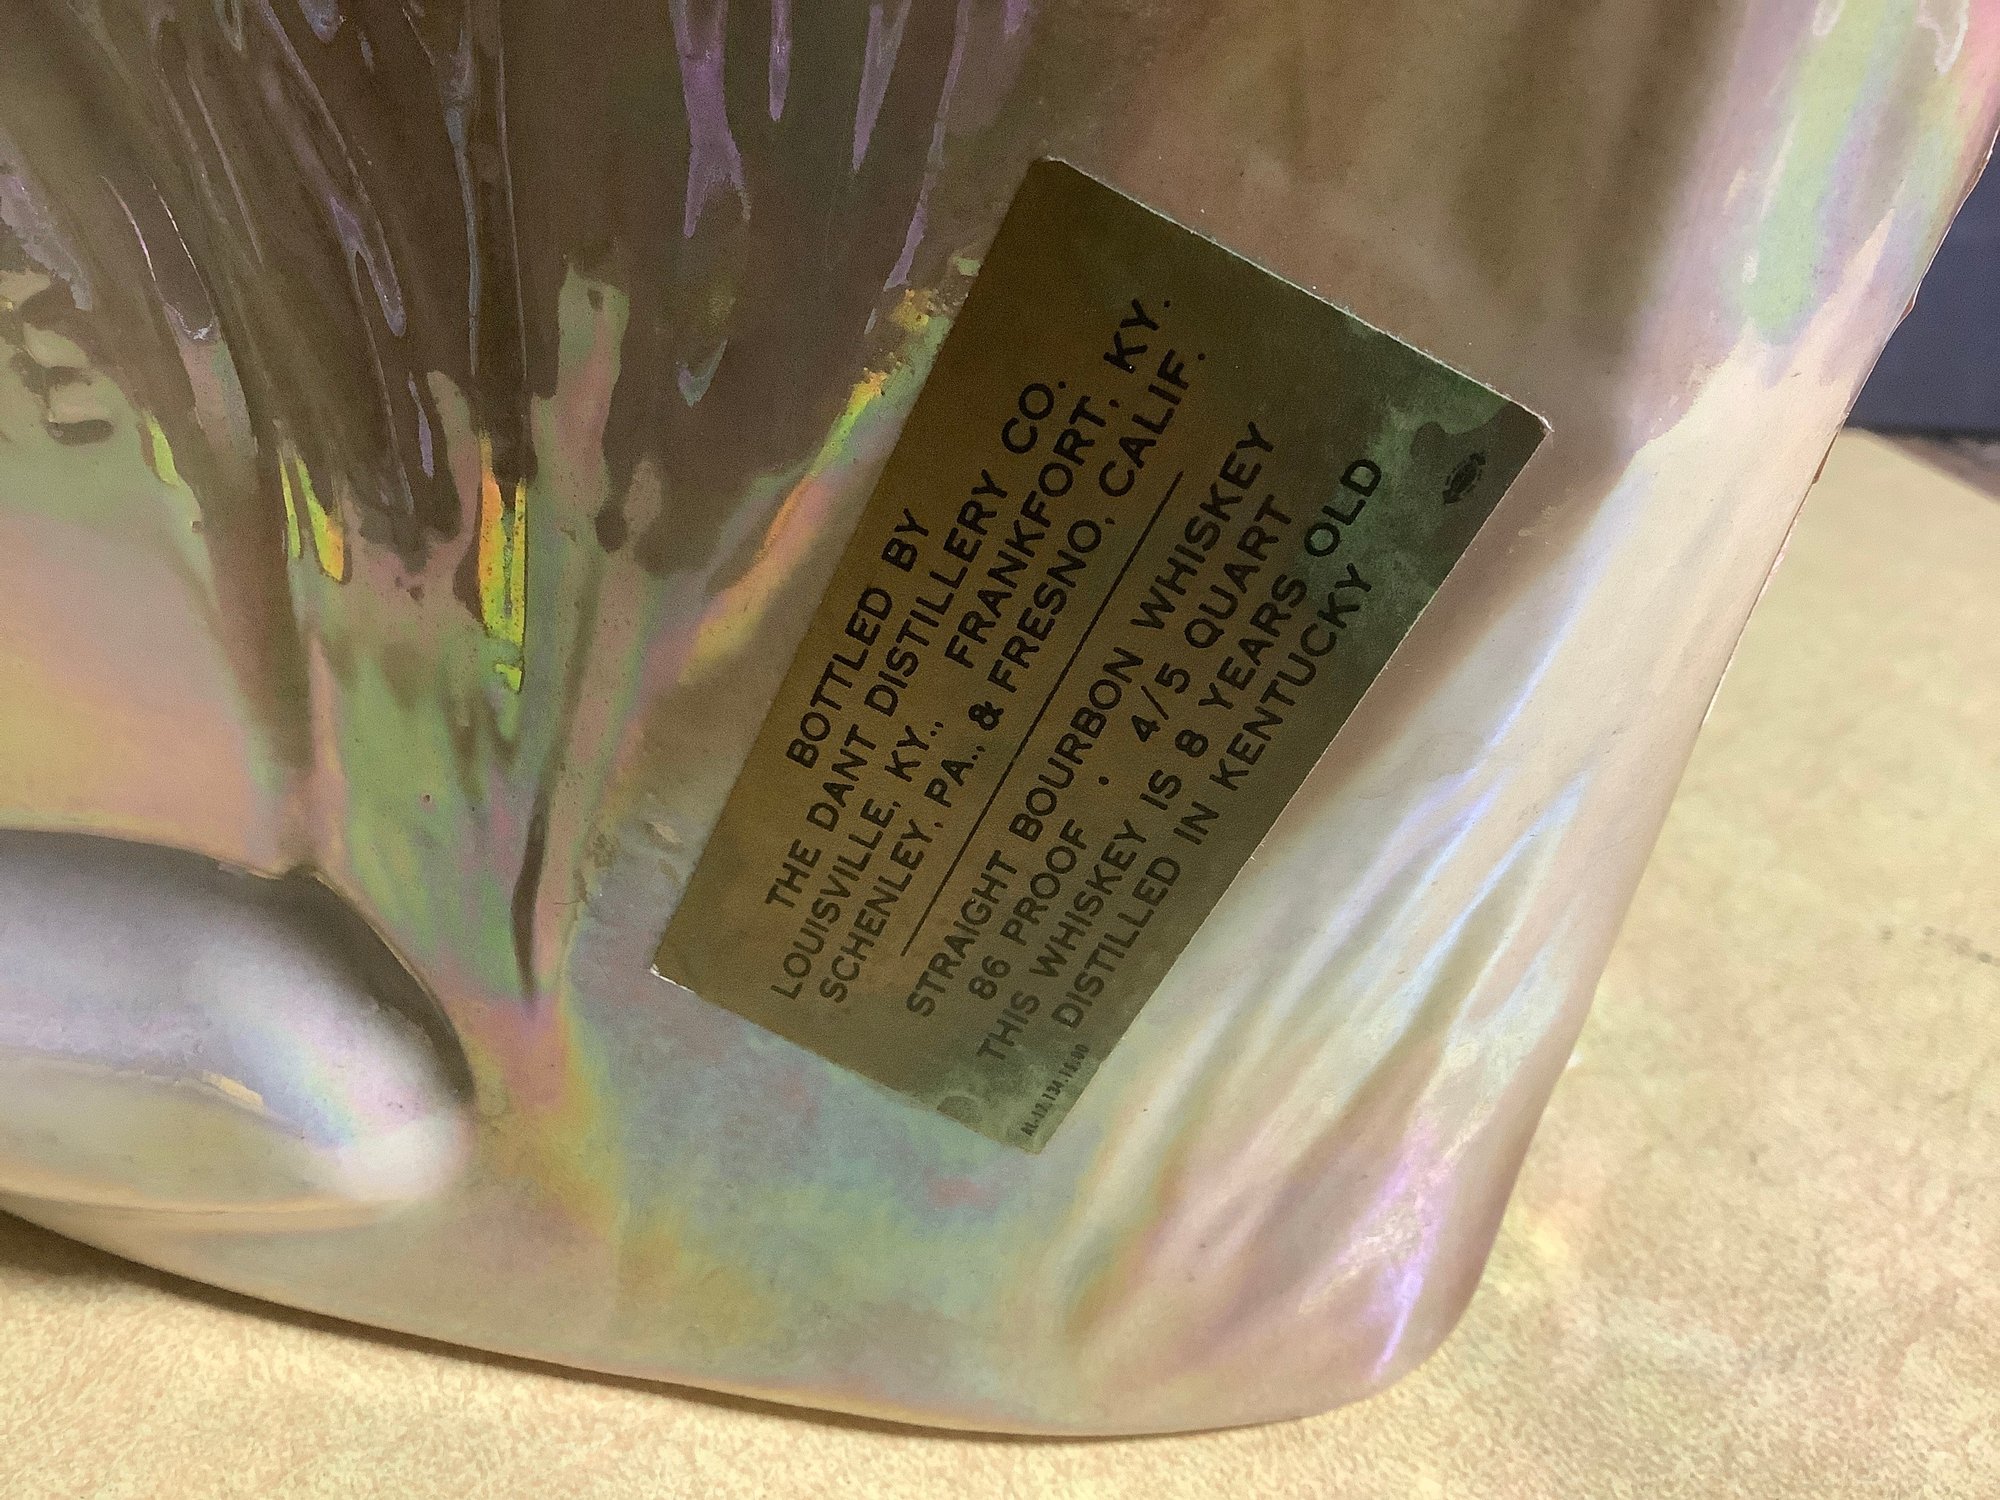 BOTTLED BY
THE DANT DISTILLERY CO.
LOUISVILLE, KY., FRANKFORT, KY.
SCHENLEY, PA., & FRESNO, CALIF.
STRAIGHT BOURBON WHISKEY
86 PROOF • 4/5 QUART
THIS WHISKEY IS 8 YEARS OLD
DISTILLED IN KENTUCKY